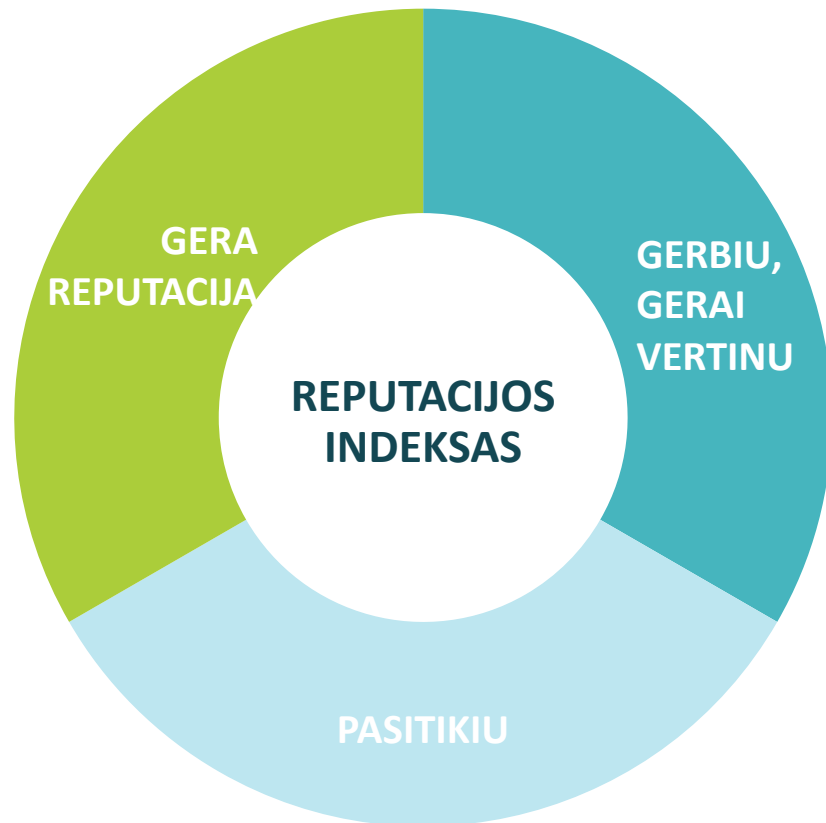 GERA
REPUTACIJA
GERBIU,
GERAI
VERTINU
REPUTACIJOS
INDEKSAS
PASITIKIU